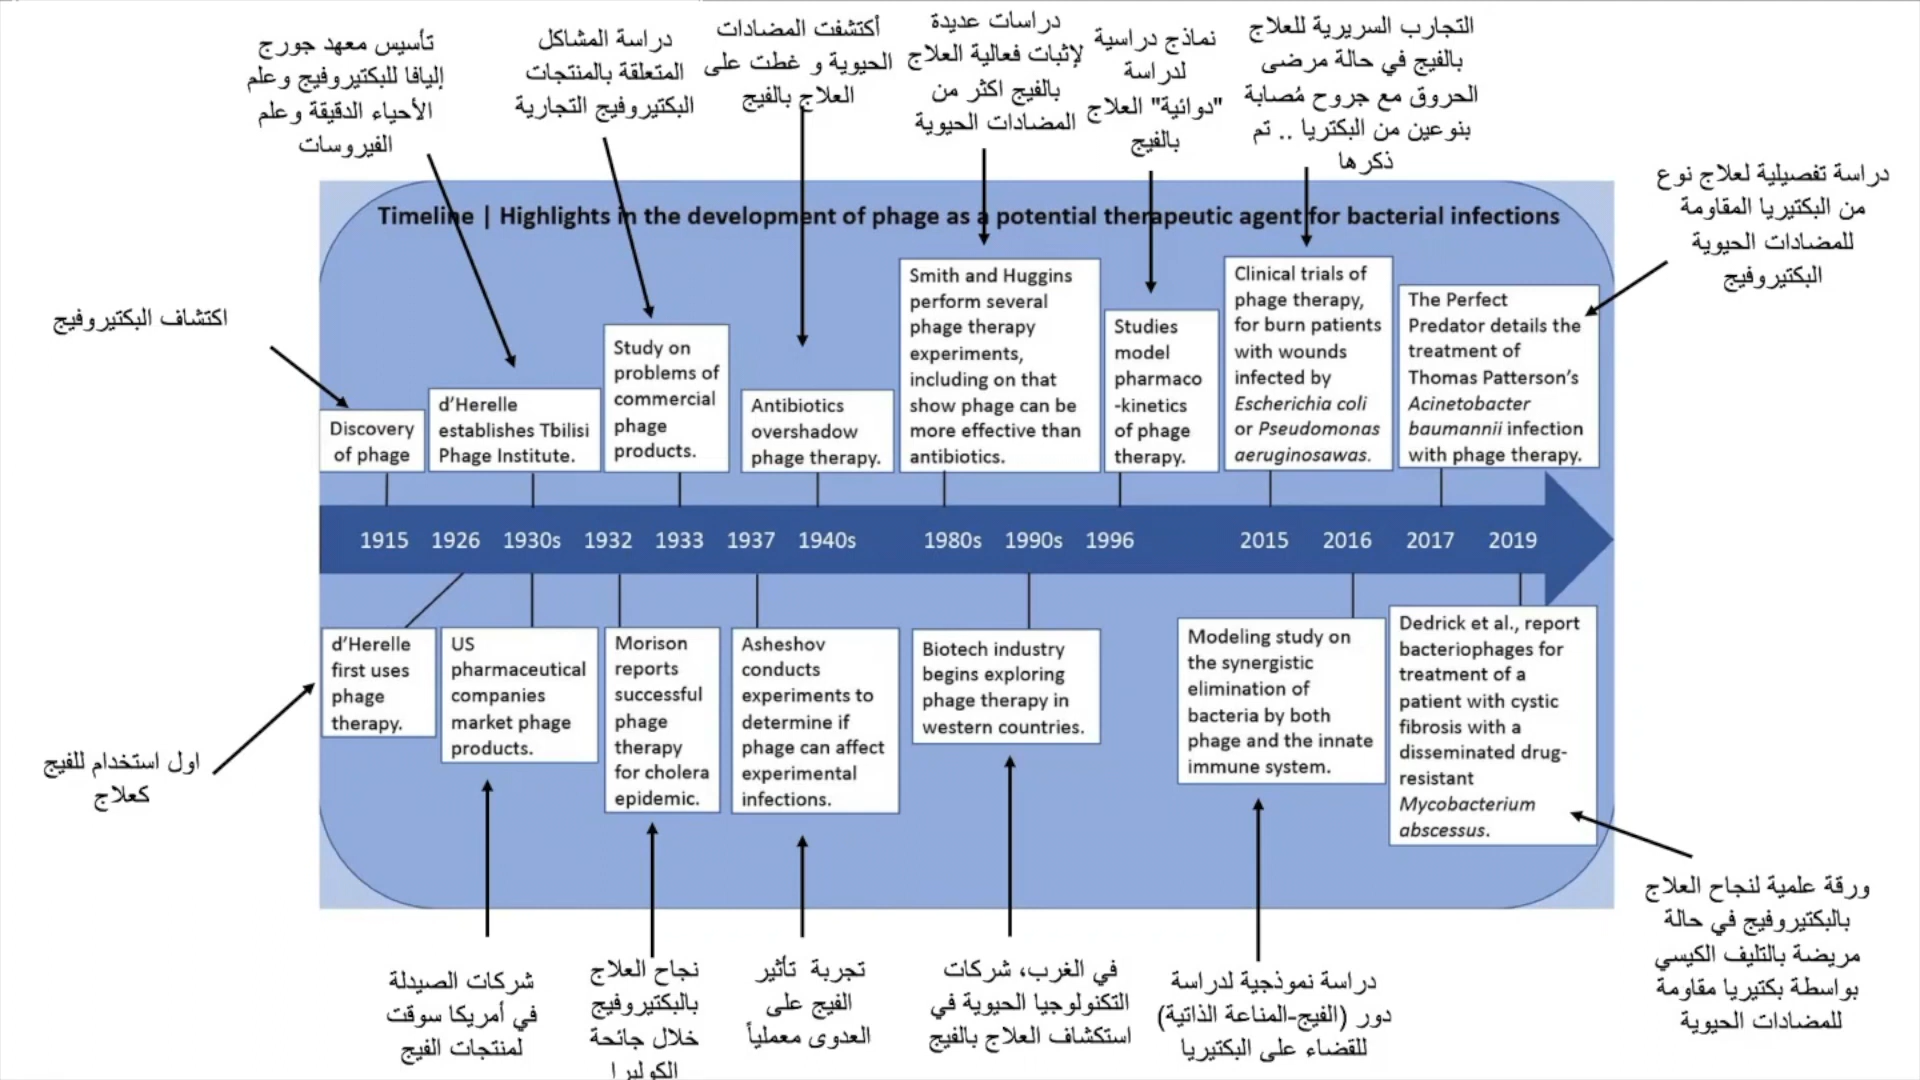 تأسيس معهد جورج
إليافا للبكتيروفيج وعلم
الأحياء الدقيقة وعلم
الفيروسات
دراسة المشاكل
المتعلقة بالمنتجات
البكتيروفيج التجارية
أكتشفت المضادات
الحيوية و غطت على
العلاج بالفيج
دراسات عديدة
لإثبات فعالية العلاج
بالفيج اكثر من
المضادات الحيوية
نماذج دراسية
لدراسة
"دوائية" العلاج
بالفيج
التجارب السريرية للعلاج
بالفيج في حالة مرضى
الحروق مع جروح مُصابة
بنوعين من البكتريا .. تم
ذكرها
دراسة تفصيلية لعلاج نوع
من البكتيريا المقاومة
للمضادات الحيوية
البكتيروفيج
اكتشاف البكتيروفيج
Timeline | Highlights in the development of phage as a potential therapeutic agent for bacterial infections
Discovery
of phage
d’Herelle
establishes Tbilisi
Phage Institute.
Study on
problems of
commercial
phage
products.
Antibiotics
overshadow
phage therapy.
Smith and Huggins
perform several
phage therapy
experiments,
including on that
show phage can be
more effective than
antibiotics.
Studies
model
pharmaco
-kinetics
of phage
therapy.
Clinical trials of
phage therapy,
for burn patients
with wounds
infected by
Escherichia coli
or Pseudomonas
aeruginosawas.
The Perfect
Predator details the
treatment of
Thomas Patterson’s
Acinetobacter
baumannii infection
with phage therapy.
1915 1926 1930s 1932 1933 1937 1940s 1980s 1990s 1996 2015 2016 2017 2019
d’Herelle
first uses
phage
therapy.
US
pharmaceutical
companies
market phage
products.
Morison
reports
successful
phage
therapy
for cholera
epidemic.
Asheshov
conducts
experiments to
determine if
phage can affect
experimental
infections.
Biotech industry
begins exploring
phage therapy in
western countries.
Modeling study on
the synergistic
elimination of
bacteria by both
phage and the innate
immune system.
Dedrick et al., report
bacteriophages for
treatment of a
patient with cystic
fibrosis with a
disseminated drug-
resistant
Mycobacterium
abscessus.
اول استخدام للفيج
كعلاج
شركات الصيدلة
في أمريكا سوقت
لمنتجات الفيج
نجاح العلاج
بالبكتيروفيج
خلال جائحة
الكوليرا
تجربة تأثير
الفيج على
العدوى معملياً
في الغرب، شركات
التكنولوجيا الحيوية في
استكشاف العلاج بالفيج
دراسة نموذجية لدراسة
دور (الفيج-المناعة الذاتية)
للقضاء على البكتيريا
ورقة علمية لنجاح العلاج
بالبكتيروفيج في حالة
مريضة بالتليف الكيسي
بواسطة بكتيريا مقاومة
للمضادات الحيوية